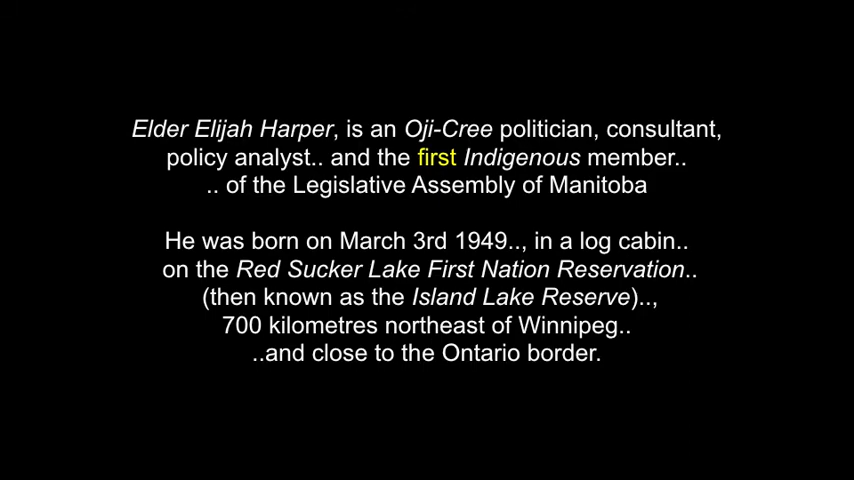 Elder Elijah Harper, is an Oji-Cree politician, consultant,
policy analyst.. and the first Indigenous member..
.. of the Legislative Assembly of Manitoba
He was born on March 3rd 1949.., in a log cabin..
on the Red Sucker Lake First Nation Reservation..
(then known as the Island Lake Reserve)..,
700 kilometres northeast of Winnipeg..
..and close to the Ontario border.